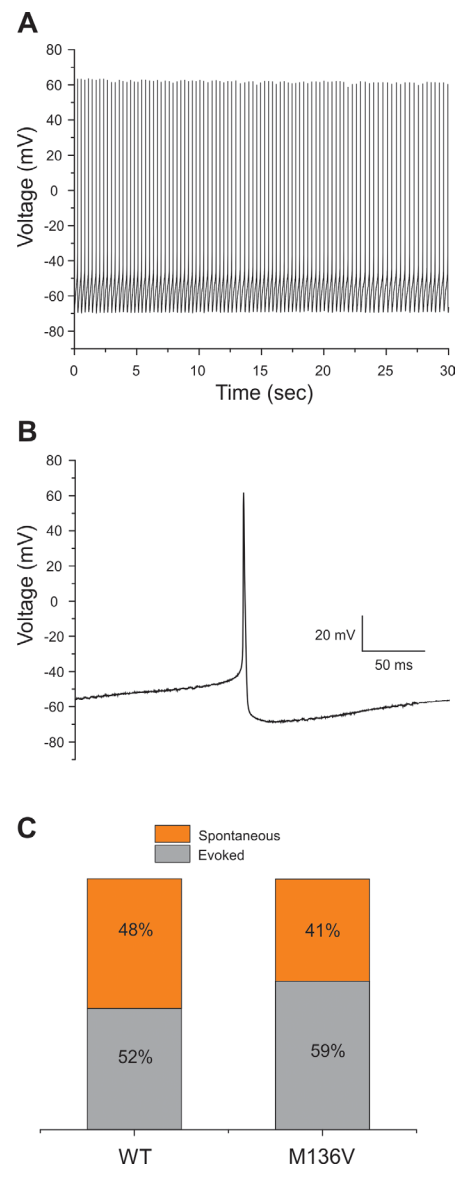 A
80
60
40
20
0
-20
-40
-60
-80
Voltage (mV)
0 5 10 15 20 25 30
Time (sec)
B
80
60
40
20
0
-20
-40
-60
-80
Voltage (mV)
20 mV
50 ms
C
Spontaneous
Evoked
48% 41%
52% 59%
WT M136V